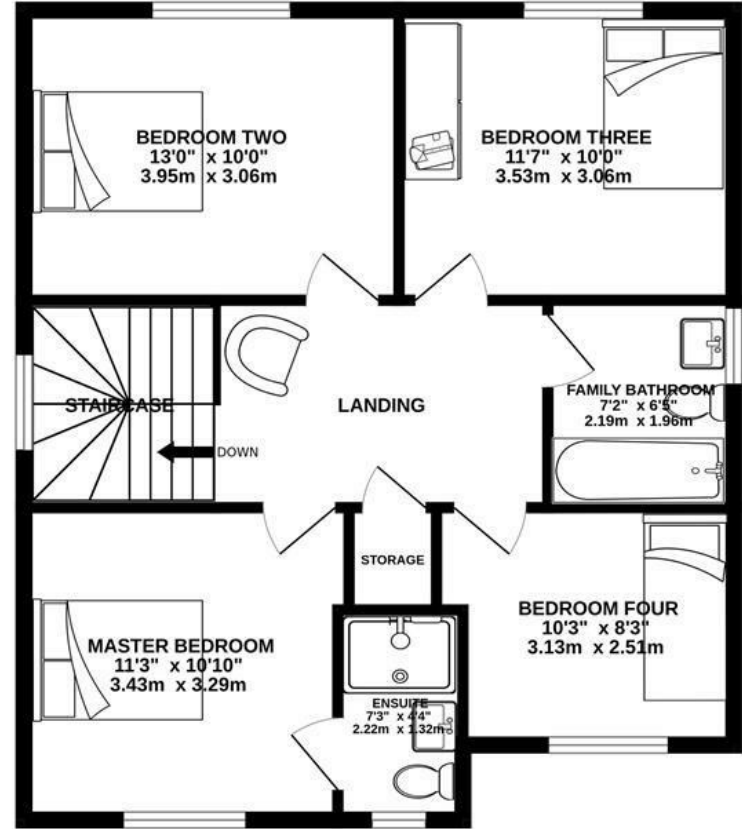 BEDROOM TWO
13'0" x 10'0"
3.95m x 3.06m
BEDROOM THREE
11'7" x 10'0"
3.53m x 3.06m
STAIRCASE
DOWN
LANDING
FAMILY BATHROOM
7'2" x 6'5"
2.19m x 1.96m
STORAGE
MASTER BEDROOM
11'3" x 10'10"
3.43m x 3.29m
ENSUITE
7'3" x 4'4"
2.22m x 1.32m
BEDROOM FOUR
10'3" x 8'3"
3.13m x 2.51m